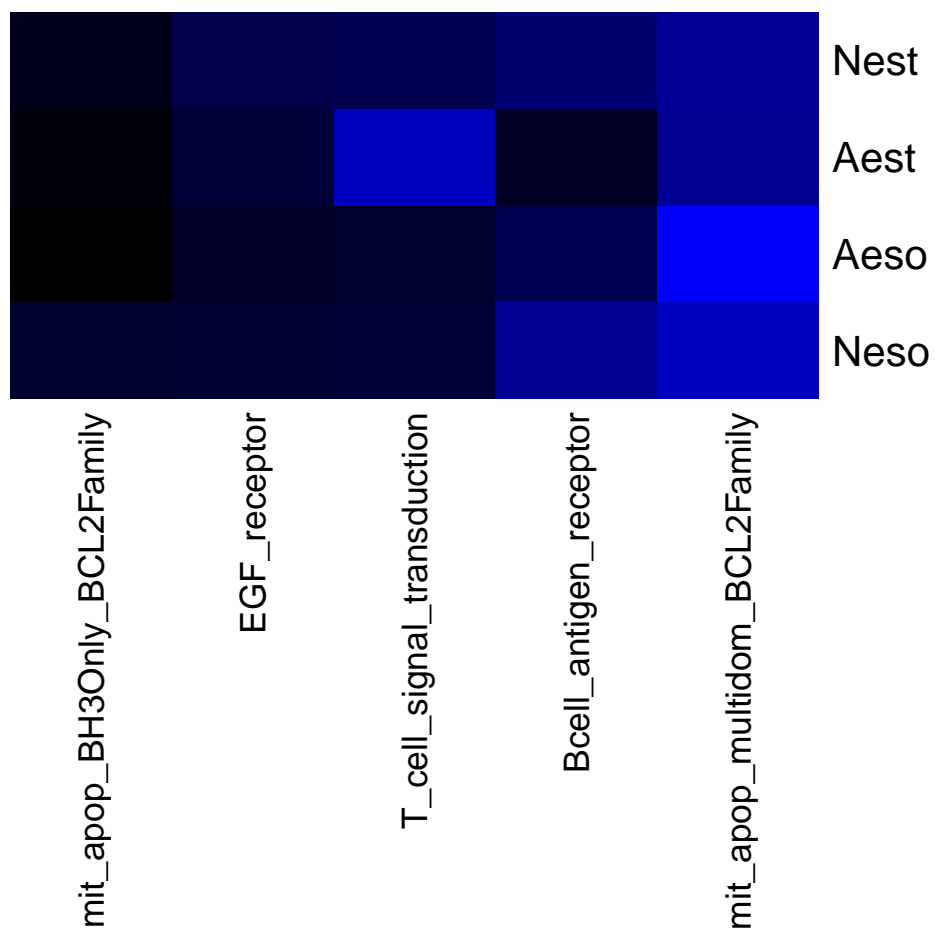 Nest
Aest
Aeso
Neso
mit_apop_BH3Only_BCL2Family
EGF_receptor
T_cell_signal_transduction
Bcell_antigen_receptor
mit_apop_multidom_BCL2Family